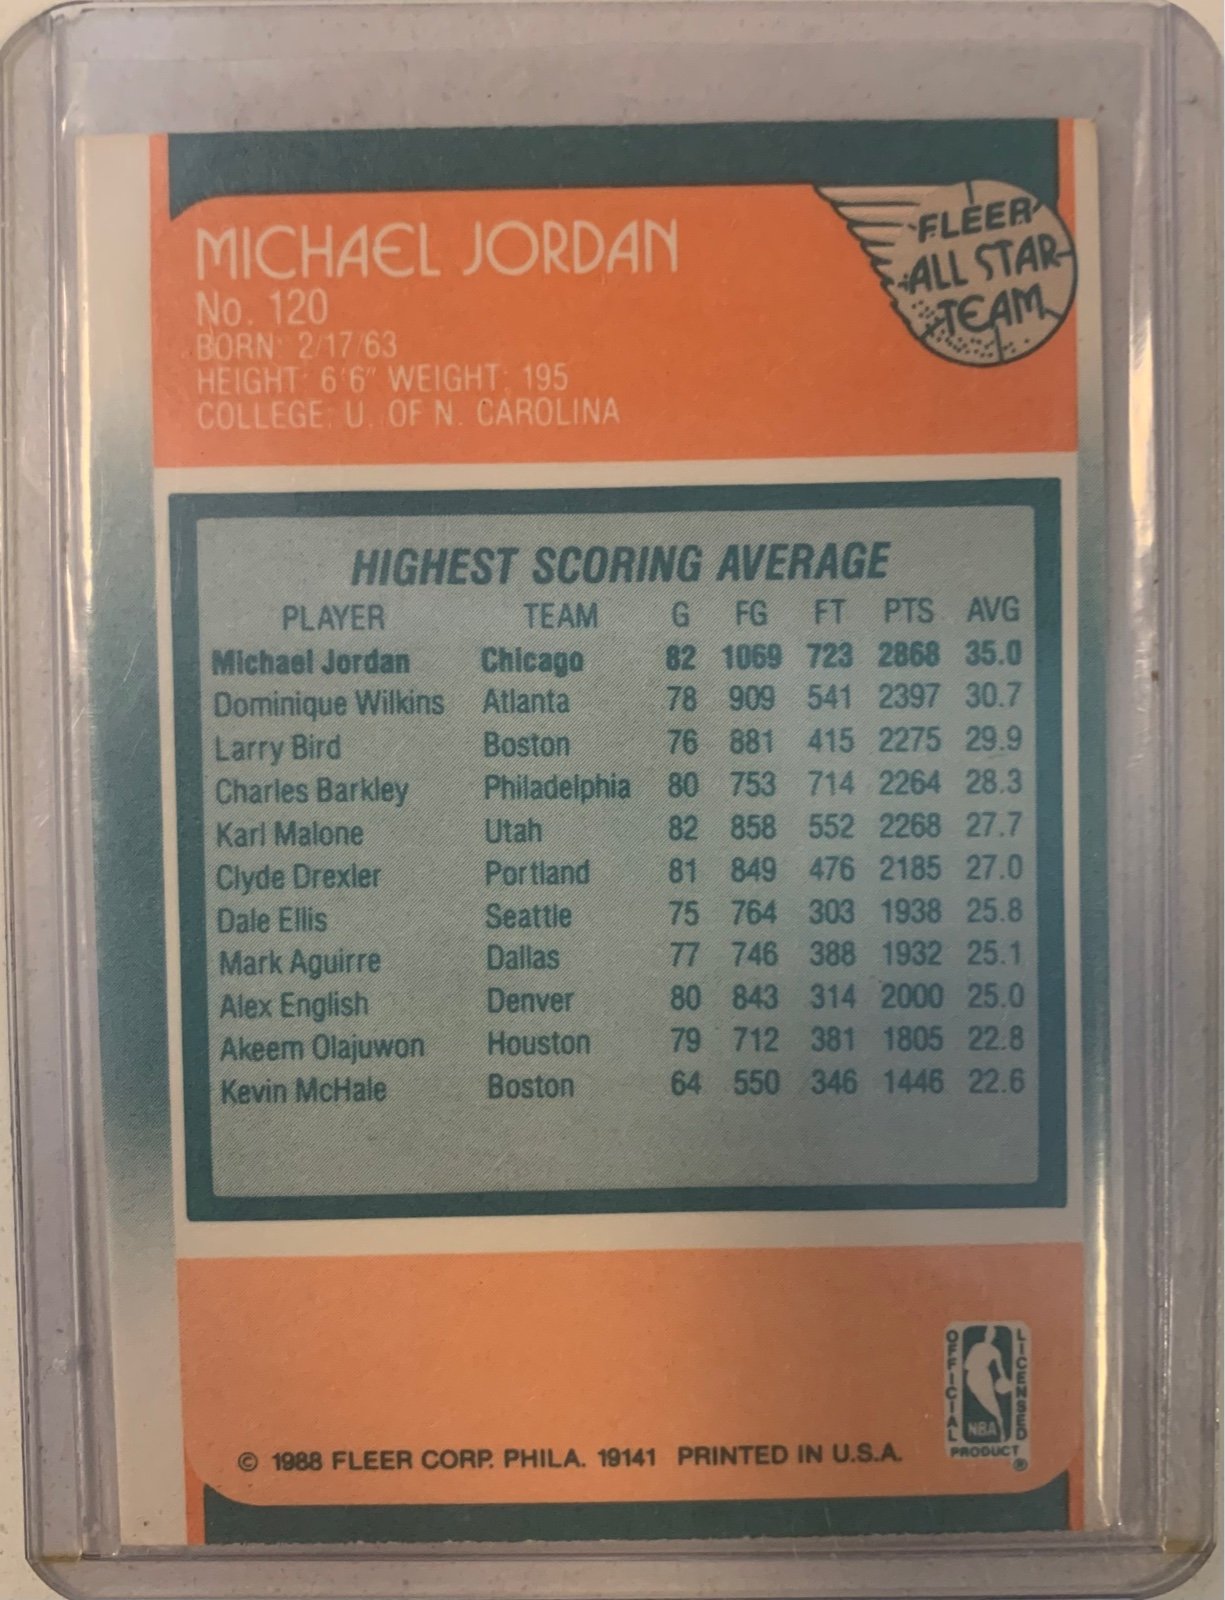 MICHAEL JORDAN
No. 120
BORN: 2/17/63
HEIGHT: 6'6" WEIGHT: 195
COLLEGE: U. OF N. CAROLINA
FLEER
ALL STAR
TEAM
HIGHEST SCORING AVERAGE
PLAYER TEAM G FG FT PTS AVG
Michael Jordan Chicago 82 1069 723 2868 35.0
Dominique Wilkins Atlanta 78 909 541 2397 30.7
Larry Bird Boston 76 881 415 2275 29.9
Charles Barkley Philadelphia 80 753 714 2264 28.3
Karl Malone Utah 82 858 552 2268 27.7
Clyde Drexler Portland 81 849 476 2185 27.0
Dale Ellis Seattle 75 764 303 1938 25.8
Mark Aguirre Dallas 77 746 388 1932 25.1
Alex English Denver 80 843 314 2000 25.0
Akeem Olajuwon Houston 79 712 381 1805 22.8
Kevin McHale Boston 64 550 346 1446 22.6
OFFICIAL
LICENSED
NBA
PRODUCT
®
© 1988 FLEER CORP. PHILA. 19141 PRINTED IN U.S.A.